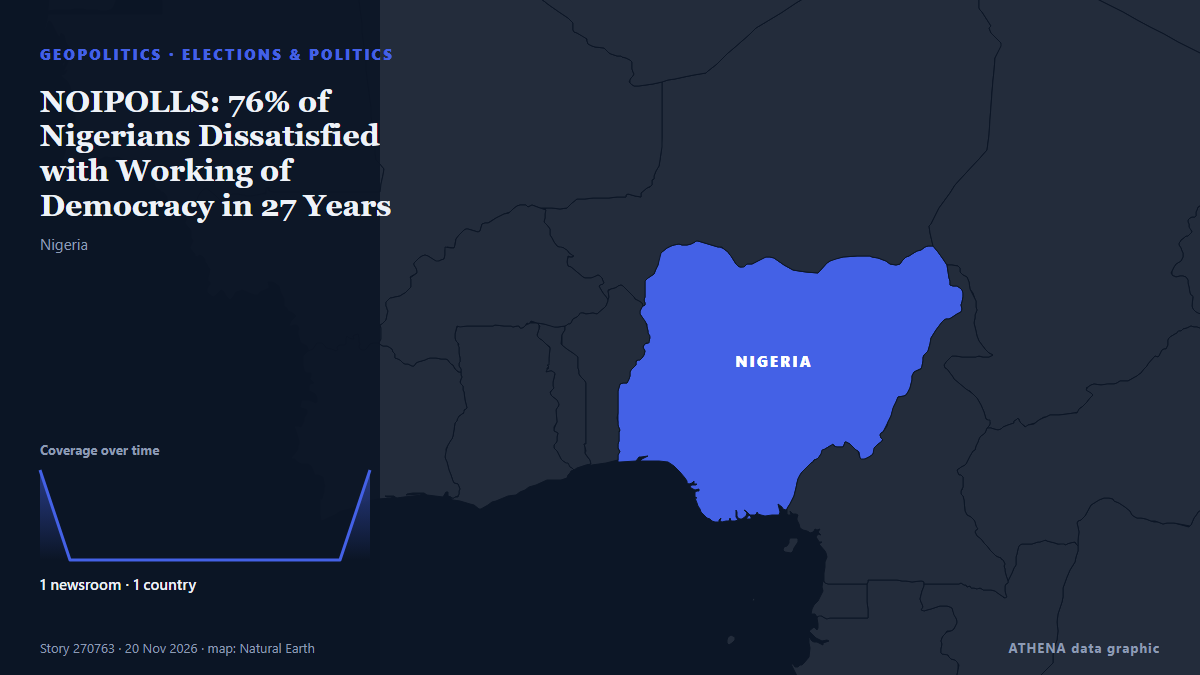 GEOPOLITICS · ELECTIONS & POLITICS
NOIPOLLS: 76% of
Nigerians Dissatisfied
with Working of
Democracy in 27 Years
Nigeria
NIGERIA
Coverage over time
1 newsroom · 1 country
Story 270763 · 20 Nov 2026 · map: Natural Earth
ATHENA data graphic